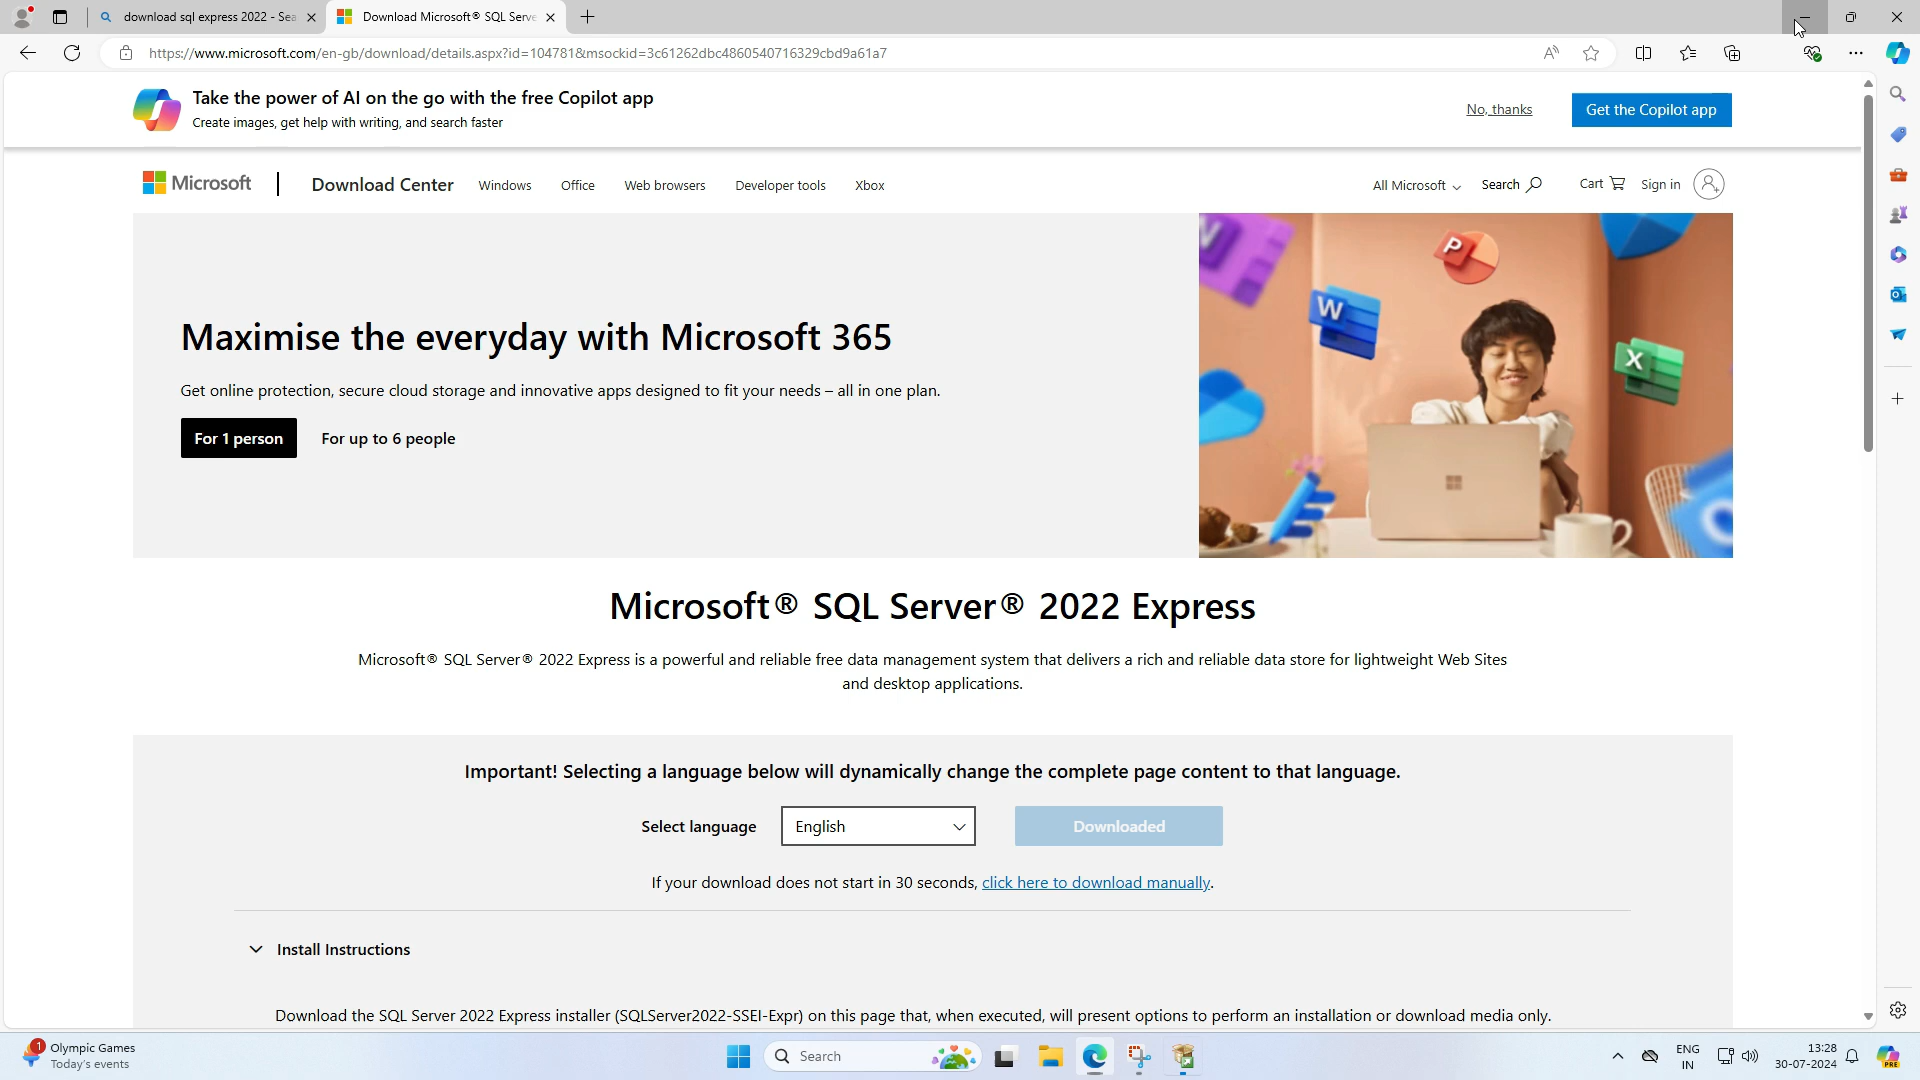 download sql express 2022 - Sea
Download Microsoft® SQL Serve
https://www.microsoft.com/en-gb/download/details.aspx?id=104781&msockid=3c61262dbc4860540716329cbd9a61a7
Take the power of AI on the go with the free Copilot app
Create images, get help with writing, and search faster
No, thanks
Get the Copilot app
Microsoft
Download Center
Windows
Office
Web browsers
Developer tools
Xbox
All Microsoft
Search
Cart
Sign in
Maximise the everyday with Microsoft 365
Get online protection, secure cloud storage and innovative apps designed to fit your needs – all in one plan.
For 1 person
For up to 6 people
W
P
W
X
Microsoft® SQL Server® 2022 Express
Microsoft® SQL Server® 2022 Express is a powerful and reliable free data management system that delivers a rich and reliable data store for lightweight Web Sites
and desktop applications.
Important! Selecting a language below will dynamically change the complete page content to that language.
Select language
English
Downloaded
If your download does not start in 30 seconds, click here to download manually.
Install Instructions
Download the SQL Server 2022 Express installer (SQLServer2022-SSEI-Expr) on this page that, when executed, will present options to perform an installation or download media only.
1
Olympic Games
Today's events
Search
ENG
IN
13:28
30-07-2024
PRE